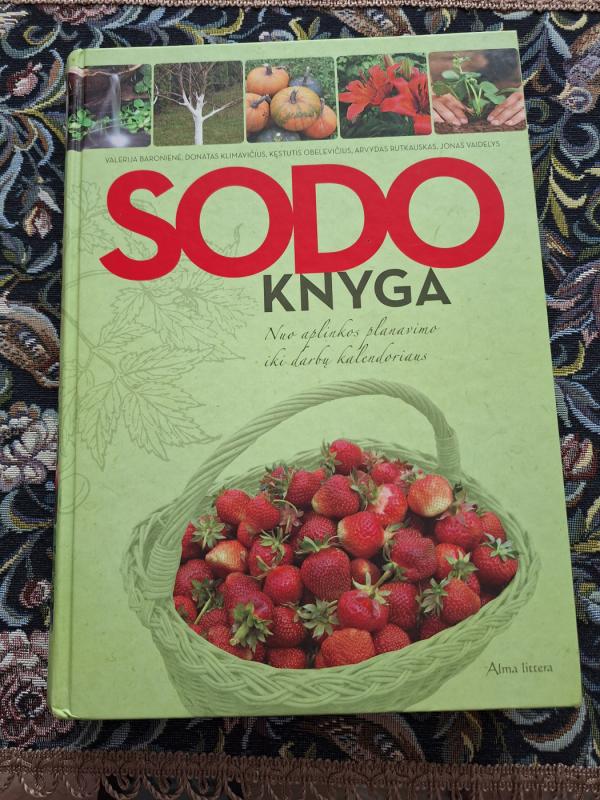 VALERIJA BARONIENĖ, DONATAS KLIMAVIČIUS, KĘSTUTIS OBELEVIČIUS, ARVYDAS RUTKAUSKAS, JONAS VAIDELYS
SODO
KNYGA
Nuo aplinkos planavimo
iki darbų kalendoriaus
Alma littera